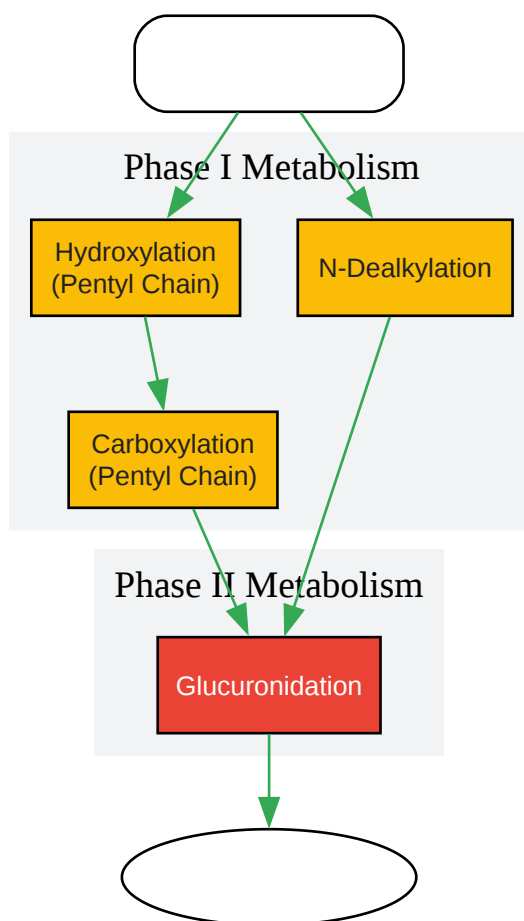 Phase I Metabolism
Hydroxylation
(Pentyl Chain)
N-Dealkylation
Carboxylation
(Pentyl Chain)
Phase II Metabolism
Glucuronidation